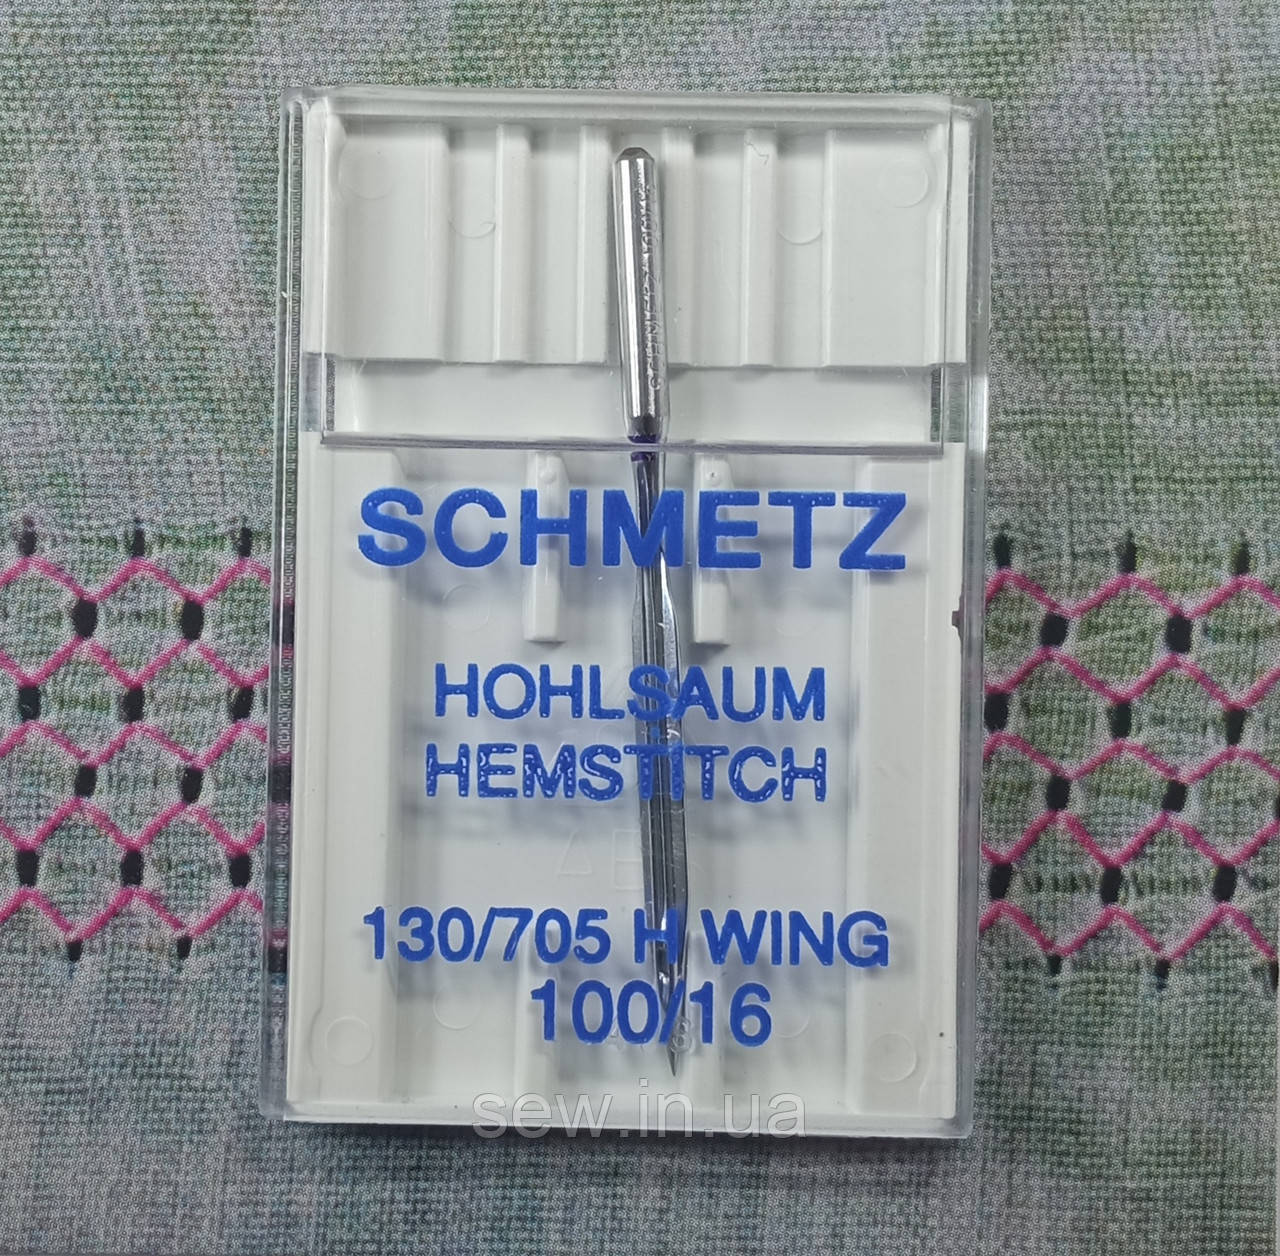 SCHMETZ
HOHLSAUM
HEMSTITCH
130/705 H WING
100/16
sew.in.ua